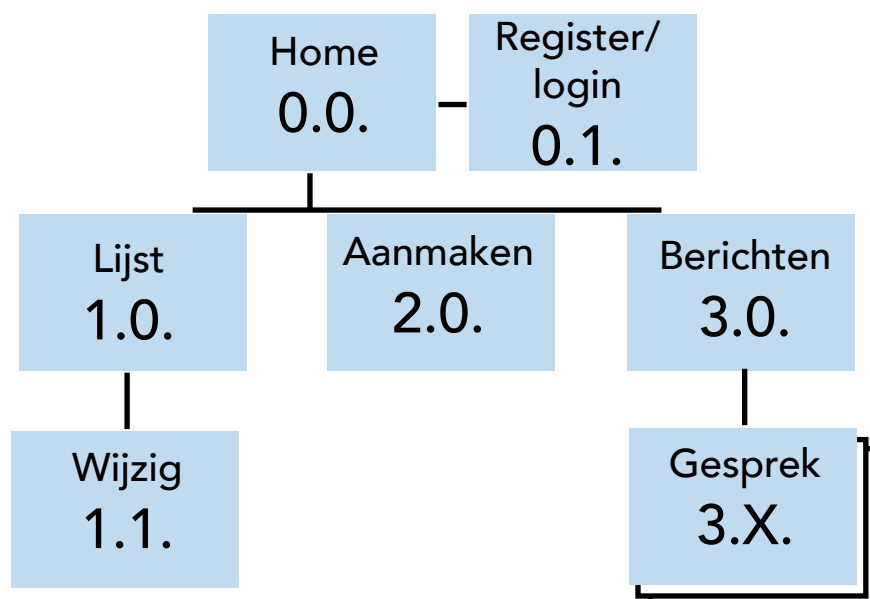 Home
0.0.
Register/
login
0.1.
Lijst
1.0.
Aanmaken
2.0.
Berichten
3.0.
Wijzig
1.1.
Gesprek
3.X.